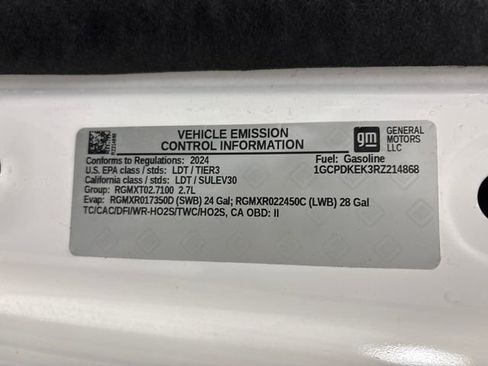 VEHICLE EMISSION
CONTROL INFORMATION
gm
GENERAL
MOTORS
LLC
Conforms to Regulations: 2024
Fuel: Gasoline
U.S. EPA class / stds: LDT / TIER3
1GCPDKEK3RZ214868
California class / stds: LDT / SULEV30
Group: RGMXT02.7100 2.7L
Evap: RGMXR017350D (SWB) 24 Gal; RGMXR022450C (LWB) 28 Gal
TC/CAC/DFI/WR-HO2S/TWC/HO2S, CA OBD: II